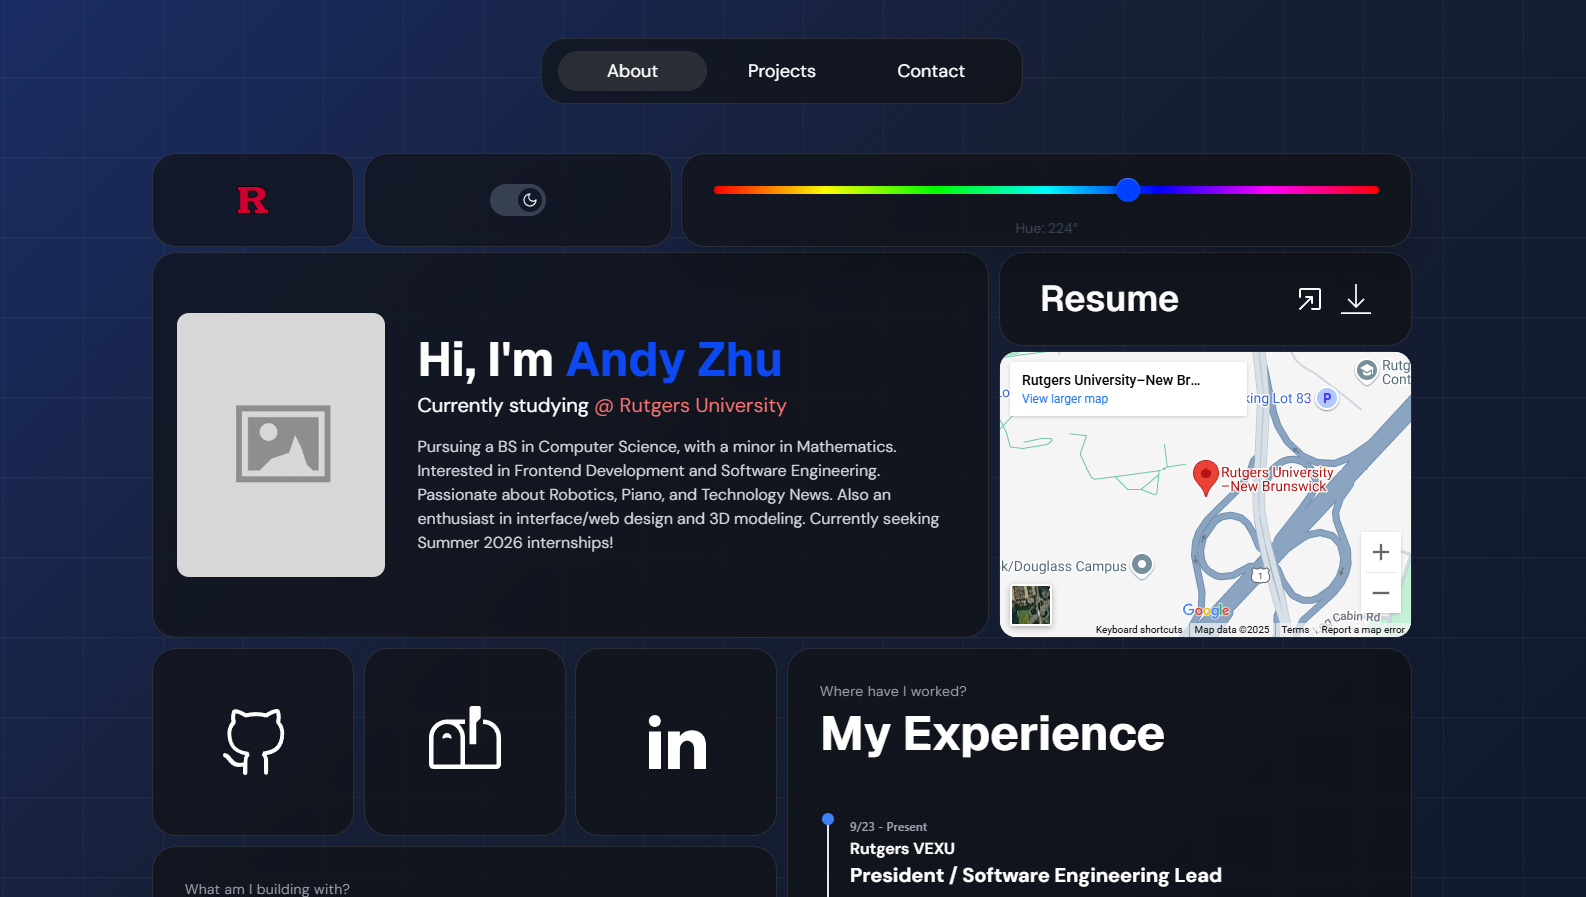 About
Projects
Contact
R
Hue: 224°
Hi, I'm Andy Zhu
Currently studying @ Rutgers University
Pursuing a BS in Computer Science, with a minor in Mathematics.
Interested in Frontend Development and Software Engineering.
Passionate about Robotics, Piano, and Technology News. Also an
enthusiast in interface/web design and 3D modeling. Currently seeking
Summer 2026 internships!
Resume
Rutgers University–New Br...
View larger map
Lo
king Lot 83
P
Rutg
Cont
Rutgers University
–New Brunswick
k/Douglass Campus
1
Google
Cabin Rd
Keyboard shortcuts
Map data ©2025
Terms
Report a map error
in
Where have I worked?
My Experience
9/23 - Present
Rutgers VEXU
President / Software Engineering Lead
What am I building with?